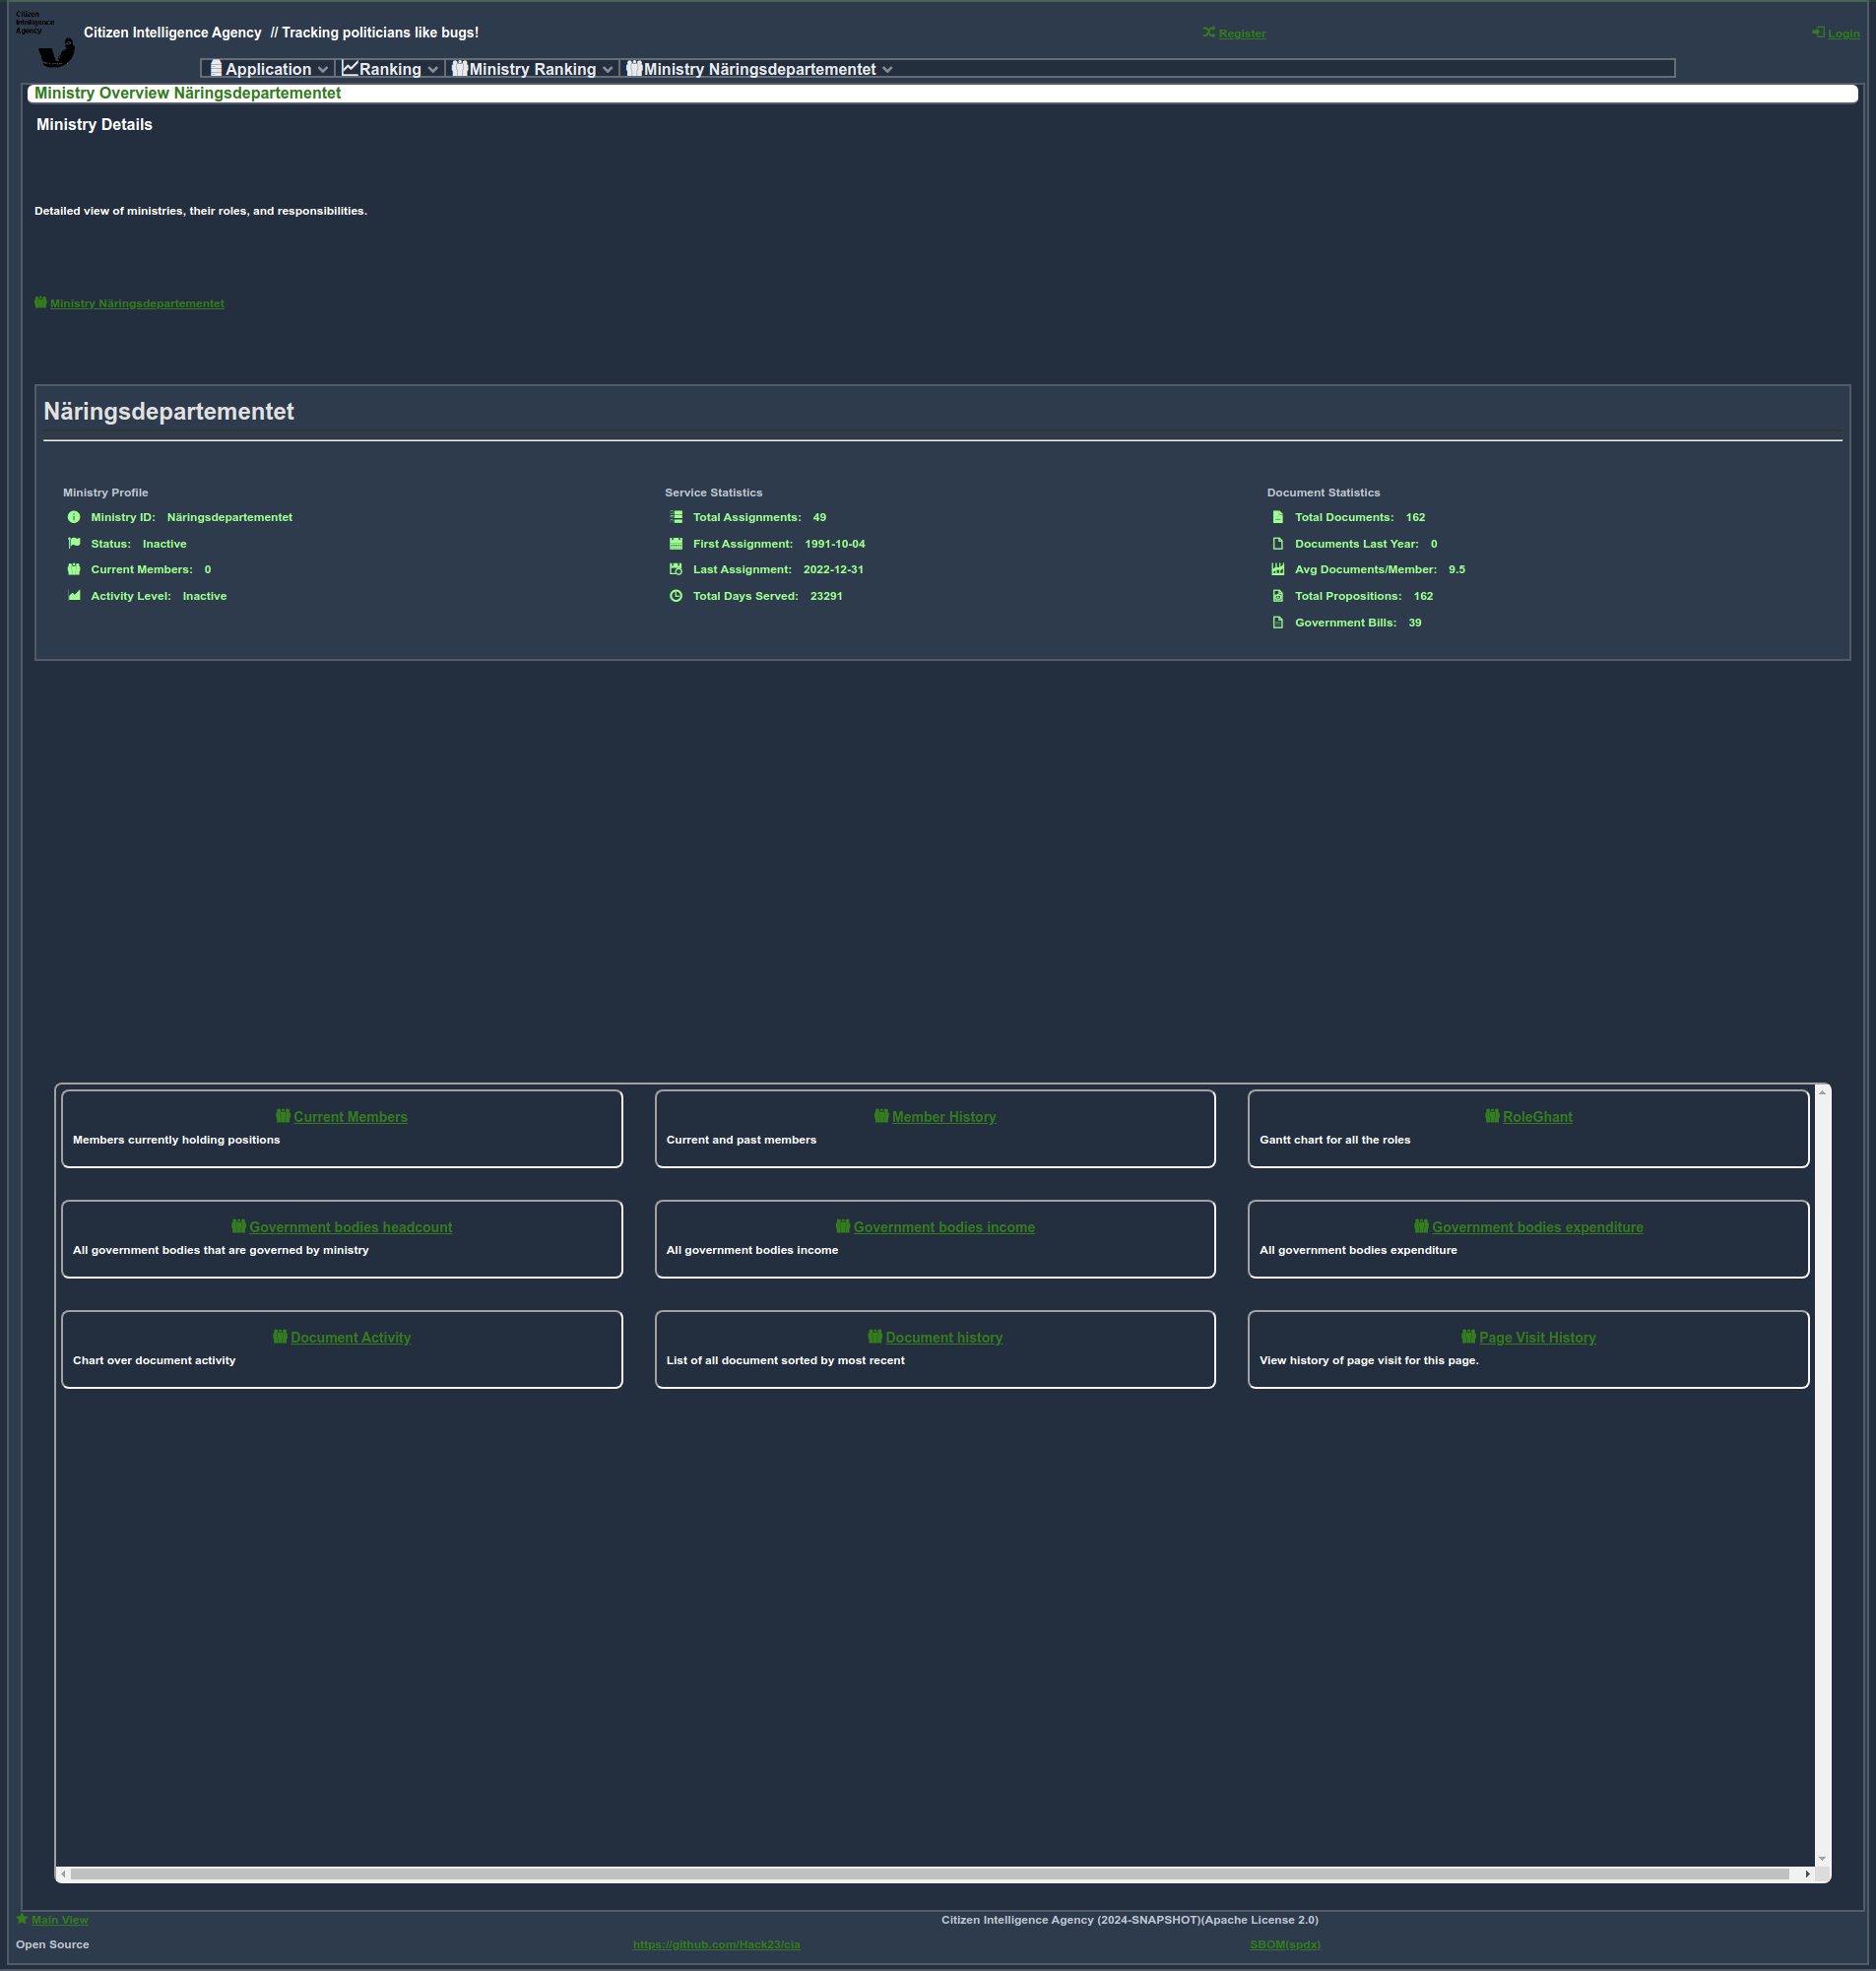 Citizen
Intelligence
Agency
Citizen Intelligence Agency // Tracking politicians like bugs!
Register
Login
Application
Ranking
Ministry Ranking
Ministry Näringsdepartementet
Ministry Overview Näringsdepartementet
Ministry Details
Detailed view of ministries, their roles, and responsibilities.
Ministry Näringsdepartementet
Näringsdepartementet
Ministry Profile
Ministry ID: Näringsdepartementet
Status: Inactive
Current Members: 0
Activity Level: Inactive
Service Statistics
Total Assignments: 49
First Assignment: 1991-10-04
Last Assignment: 2022-12-31
Total Days Served: 23291
Document Statistics
Total Documents: 162
Documents Last Year: 0
Avg Documents/Member: 9.5
Total Propositions: 162
Government Bills: 39
Current Members
Members currently holding positions
Member History
Current and past members
RoleGhant
Gantt chart for all the roles
Government bodies headcount
All government bodies that are governed by ministry
Government bodies income
All government bodies income
Government bodies expenditure
All government bodies expenditure
Document Activity
Chart over document activity
Document history
List of all document sorted by most recent
Page Visit History
View history of page visit for this page.
Main View
Citizen Intelligence Agency (2024-SNAPSHOT)(Apache License 2.0)
Open Source
https://github.com/Hack23/cia
SBOM(spdx)